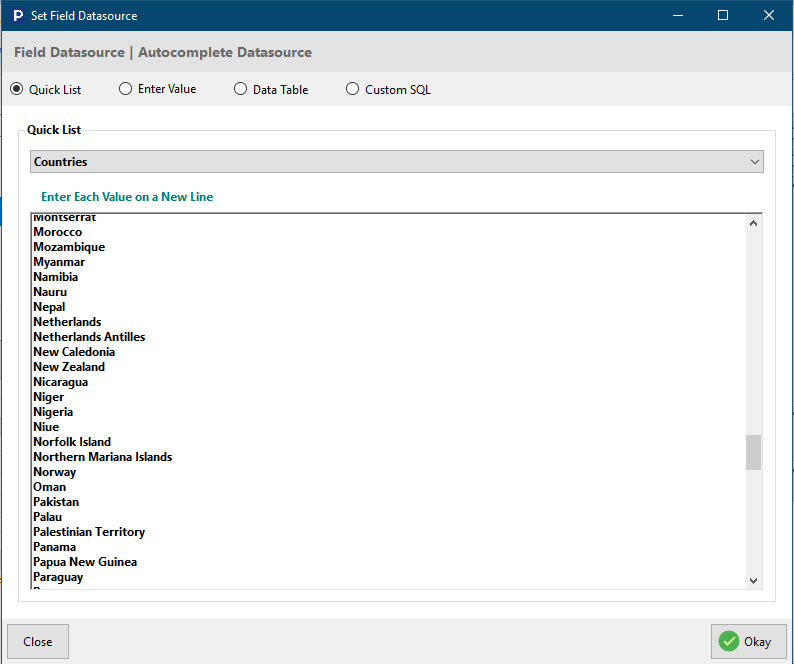 P Set Field Datasource
Field Datasource | Autocomplete Datasource
Quick List Enter Value Data Table Custom SQL
Quick List
Countries
Enter Each Value on a New Line
Montserrat
Morocco
Mozambique
Myanmar
Namibia
Nauru
Nepal
Netherlands
Netherlands Antilles
New Caledonia
New Zealand
Nicaragua
Niger
Nigeria
Niue
Norfolk Island
Northern Mariana Islands
Norway
Oman
Pakistan
Palau
Palestinian Territory
Panama
Papua New Guinea
Paraguay
Close Okay